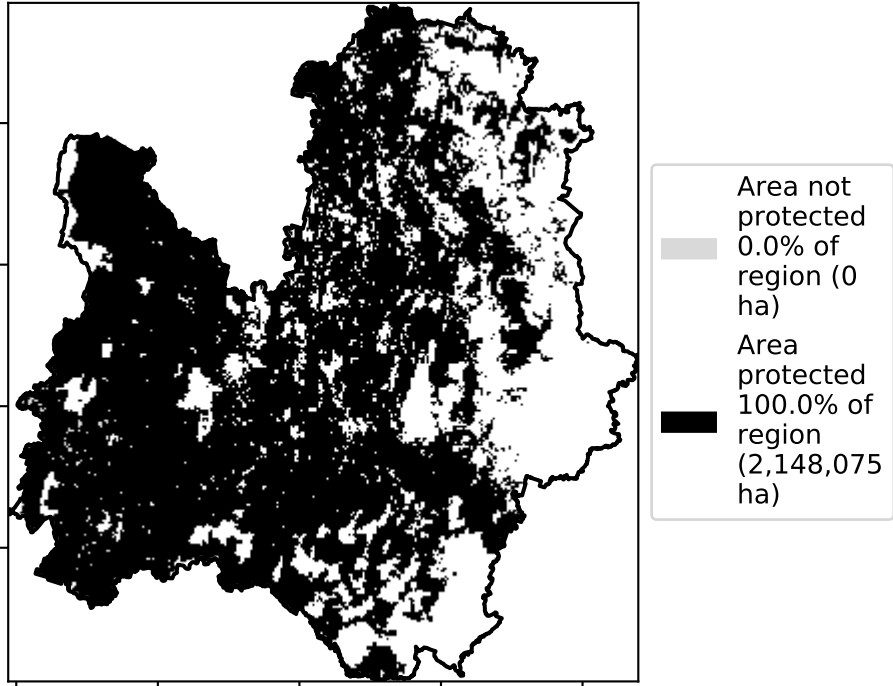 Area not
protected
0.0% of
region (0
ha)
Area
protected
100.0% of
region
(2,148,075
ha)